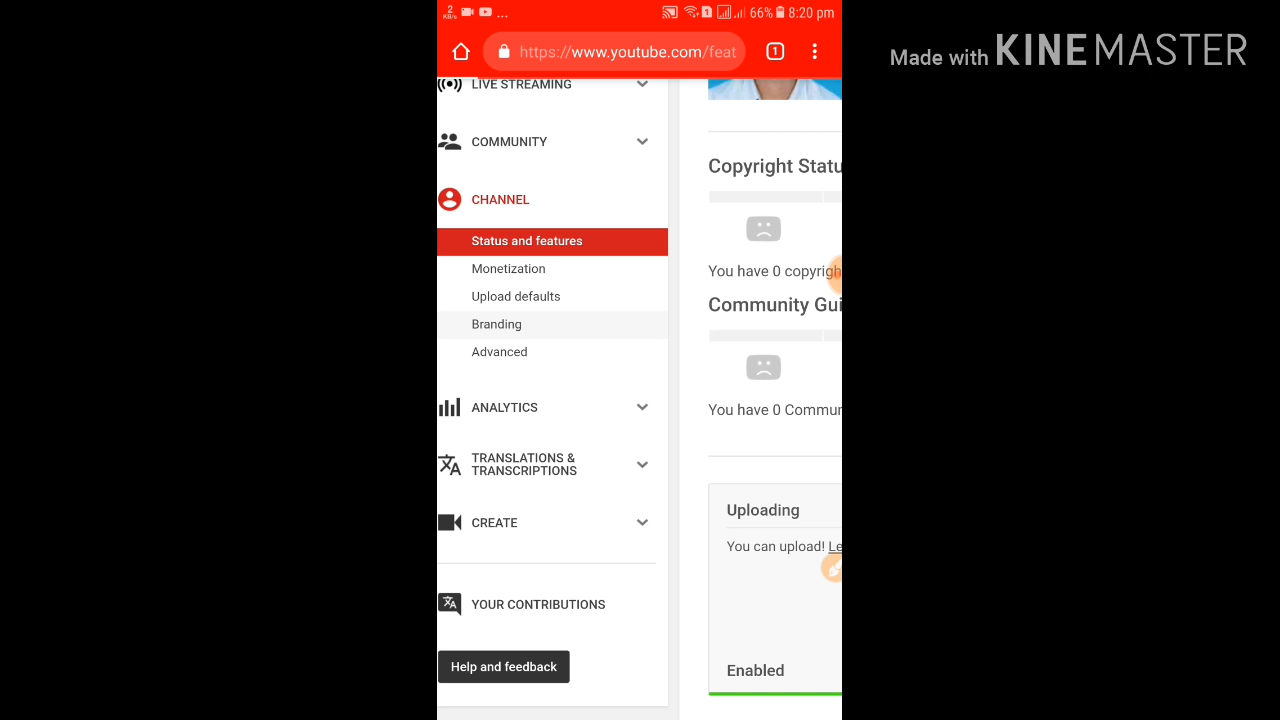 2
KB/s
...
1
66%
8:20 pm
https://www.youtube.com/feat
1
Made with KINEMASTER
LIVE STREAMING
COMMUNITY
CHANNEL
Status and features
Monetization
Upload defaults
Branding
Advanced
ANALYTICS
TRANSLATIONS &
TRANSCRIPTIONS
CREATE
YOUR CONTRIBUTIONS
Help and feedback
Copyright Statu
You have 0 copyrigh
Community Gui
You have 0 Commun
Uploading
You can upload! Le
Enabled